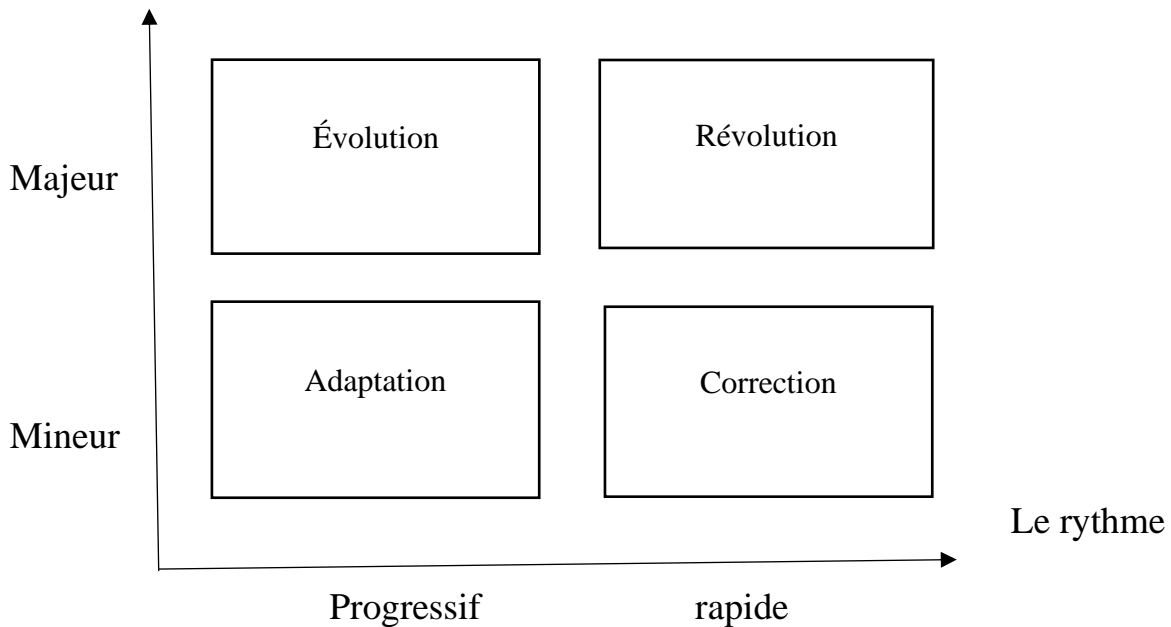 Évolution
Révolution
Majeur
Adaptation
Correction
Mineur
Le rythme
Progressif
rapide